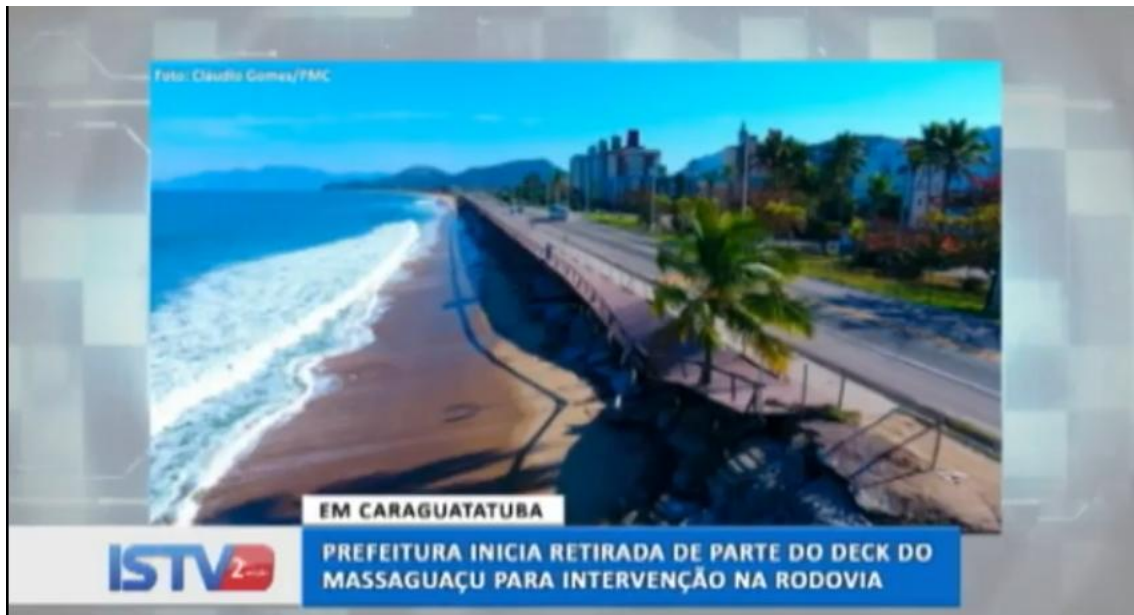 Foto: Cláudio Gomes/PMC
EM CARAGUATATUBA
PREFEITURA INICIA RETIRADA DE PARTE DO DECK DO
MASSAGUAÇU PARA INTERVENÇÃO NA RODOVIA
ISTV2